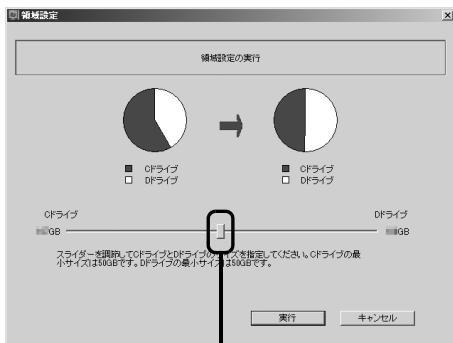 領域設定
領域設定の実行
Cドライブ
Dドライブ
Cドライブ
Dドライブ
Cドライブ
Dドライブ
GB
GB
スライダーを調節してCドライブとDドライブのサイズを指定してください。Cドライブの最
小サイズは50GBです。Dドライブの最小サイズは50GBです。
実行
キャンセル